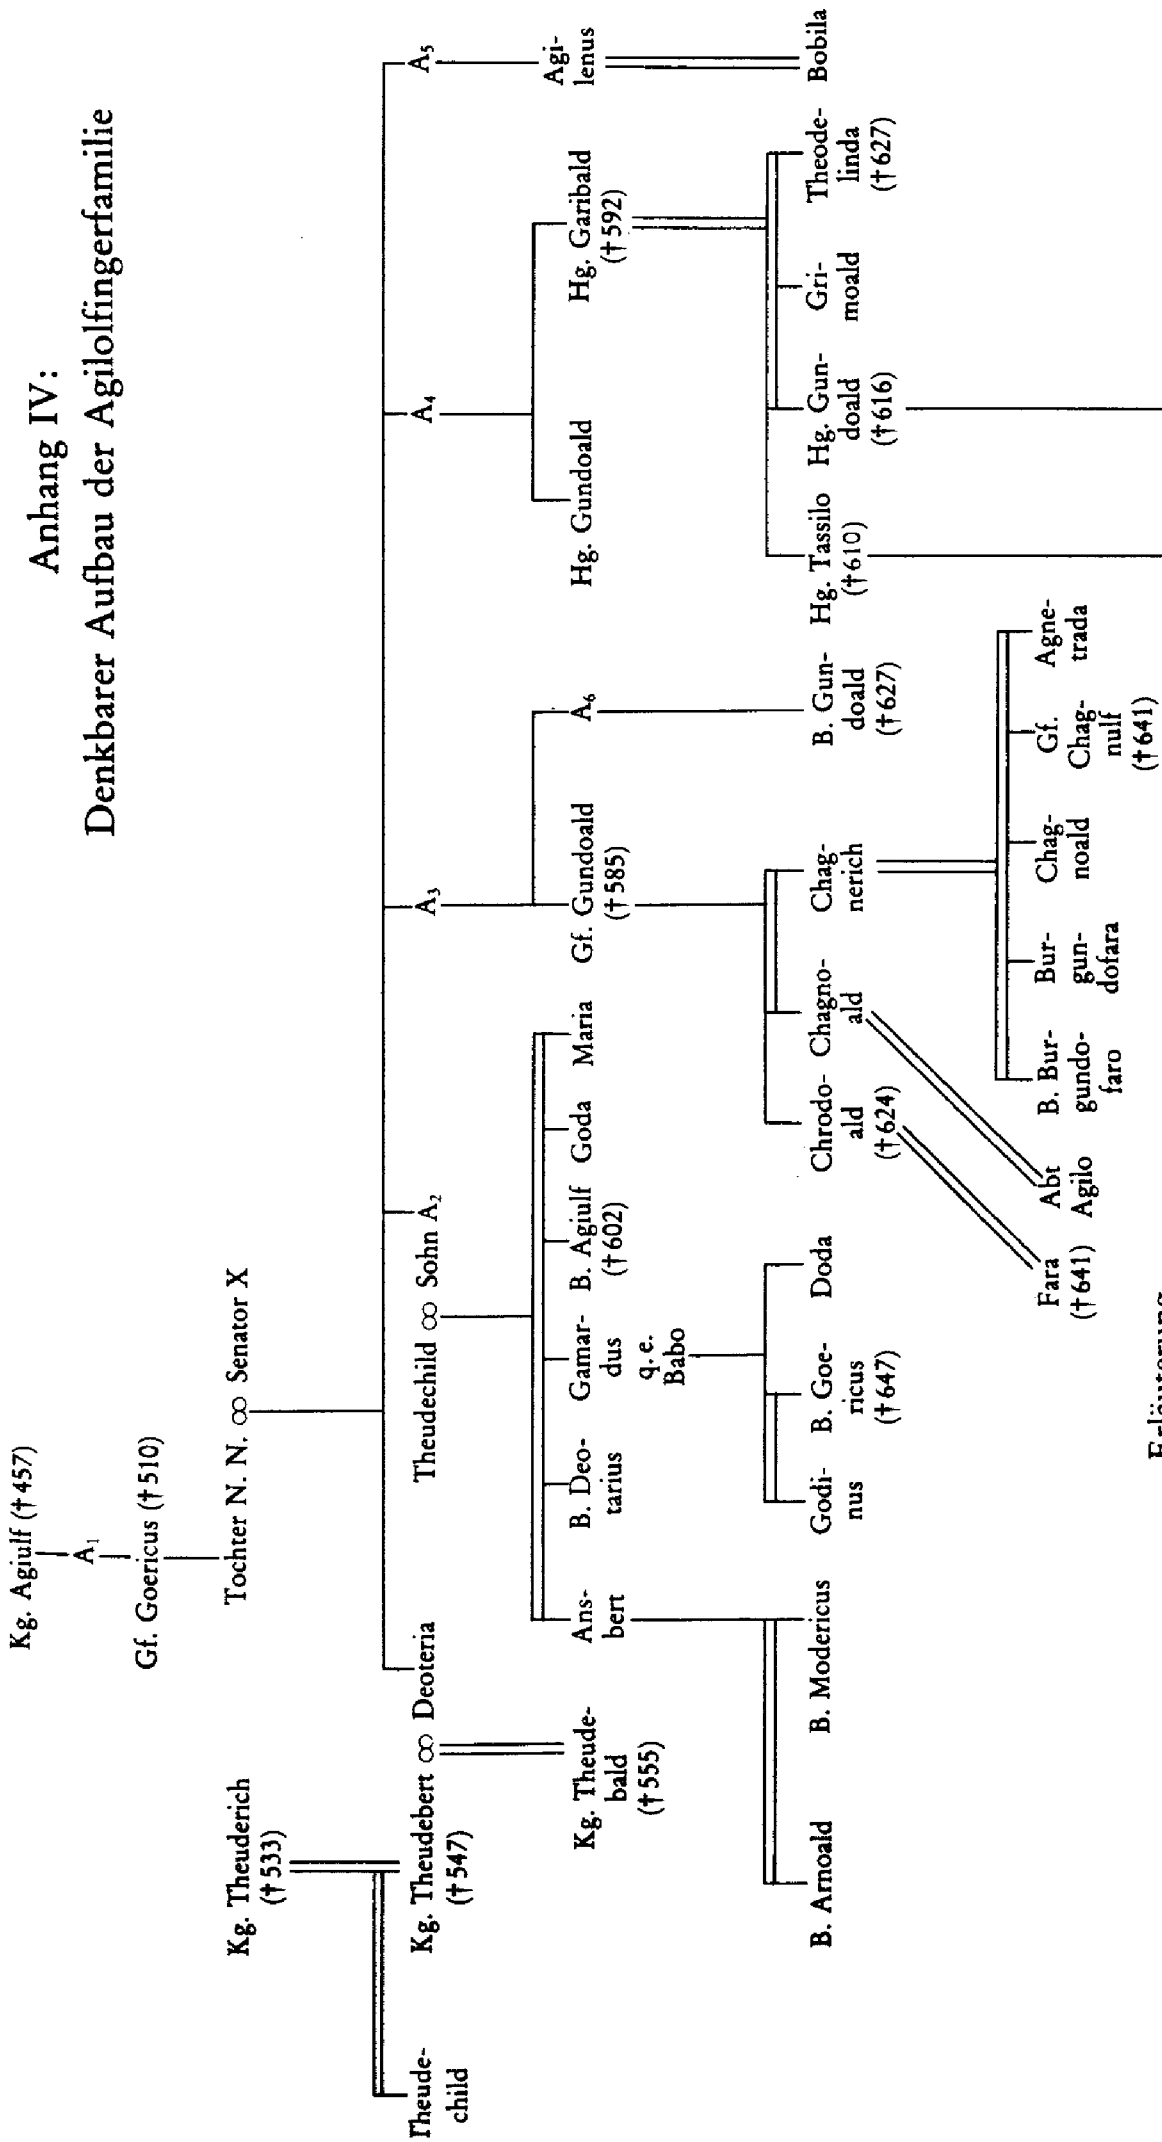 Anhang IV:
Denkbarer Aufbau der Agilolfingerfamilie
Kg. Agiulf (†457)
A1
Gf. Goericus (†510)
Kg. Theuderich
(†533)
Tochter N. N. ∞ Senator X
Theude-
child
Kg. Theudebert ∞ Deoteria
(†547)
Theudechild ∞ Sohn A2
A3
A4
A5
Kg. Theude-
bald
(†555)
Ans-
bert
B. Deo-
tarius
Gamar-
dus
q. e.
Babo
B. Agiulf
(†602)
Goda
Maria
Gf. Gundoald
(†585)
A6
Hg. Gundoald
Hg. Garibald
(†592)
Agi-
lenus
B. Arnoald
B. Modericus
Godi-
nus
B. Goe-
ricus
(†647)
Doda
Chrodo-
ald
(†624)
Chagno-
ald
Chag-
nerich
B. Gun-
doald
(†627)
Hg. Tassilo
(†610)
Hg. Gun-
doald
(†616)
Gri-
moald
Theode-
linda
(†627)
Bobila
Fara
(†641)
Abt
Agilo
B. Bur-
gundo-
faro
Bur-
gun-
dofara
Chag-
noald
Gf.
Chag-
nulf
(†641)
Agne-
trada
Erläuterung